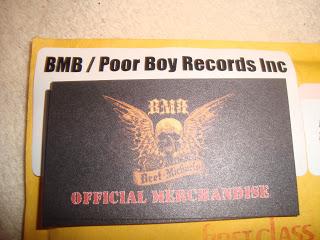 BMB / Poor Boy Records Inc
BMB
Bret Michaels
OFFICIAL MERCHANDISE
FIRST CLASS